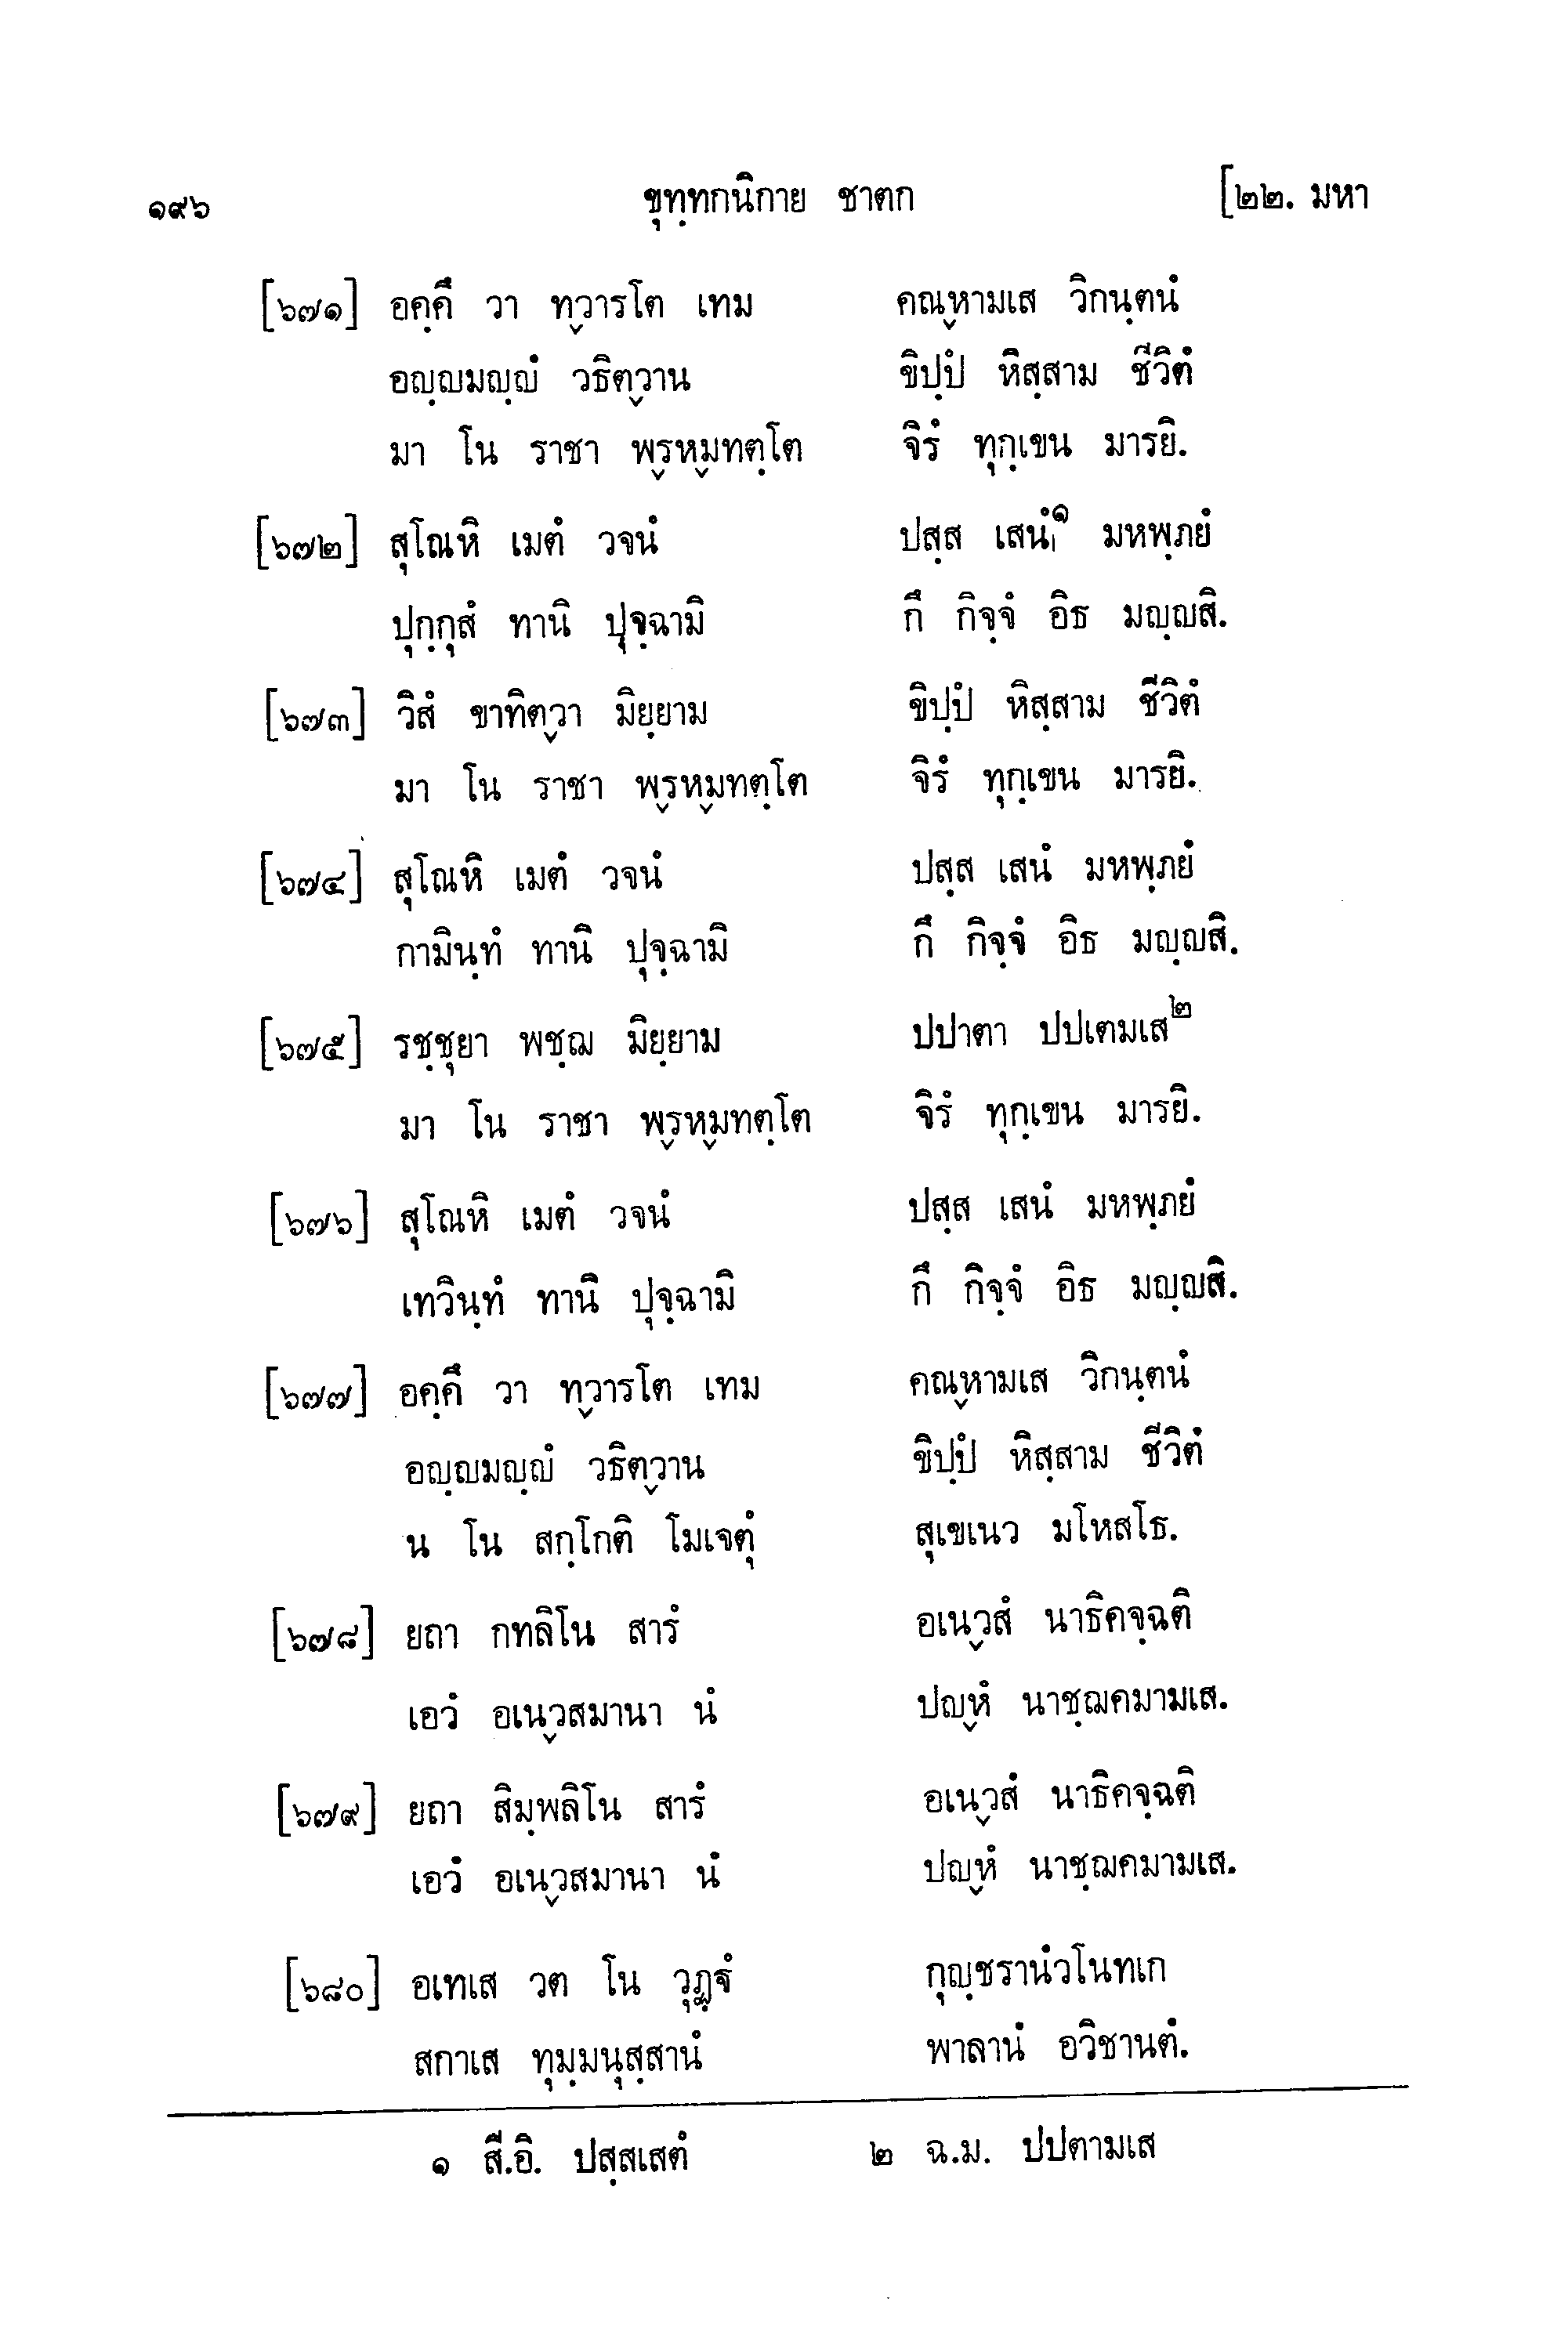 ๑๙๖ ขุทฺทกนิกาย ชาตก [๒๒. มหา
[๖๗๑] อคฺคึ วา ทฺวารโต เทม คณฺหามเส วิกนฺตนํ
อญฺญมญฺญํ วธิตฺวาน ขิปฺปํ หิสฺสาม ชีวิตํ
มา โน ราชา พฺรหฺมทตฺโต จิรํ ทุกฺเขน มารยิ.
[๖๗๒] สุโณหิ เมตํ วจนํ ปสฺส เสนํ๑ มหพฺภยํ
ปุกฺกุสํ ทานิ ปุจฺฉามิ กึ กิจฺจํ อิธ มญฺญสิ.
[๖๗๓] วิสํ ขาทิตฺวา มิยฺยาม ขิปฺปํ หิสฺสาม ชีวิตํ
มา โน ราชา พฺรหฺมทตฺโต จิรํ ทุกฺเขน มารยิ.
[๖๗๔] สุโณหิ เมตํ วจนํ ปสฺส เสนํ มหพฺภยํ
กามินฺทํ ทานิ ปุจฺฉามิ กึ กิจฺจํ อิธ มญฺญสิ.
[๖๗๕] รชฺชุยา พชฺฌ มิยฺยาม ปปาตา ปปเตมเส๒
มา โน ราชา พฺรหฺมทตฺโต จิรํ ทุกฺเขน มารยิ.
[๖๗๖] สุโณหิ เมตํ วจนํ ปสฺส เสนํ มหพฺภยํ
เทวินฺทํ ทานิ ปุจฺฉามิ กึ กิจฺจํ อิธ มญฺญสิ.
[๖๗๗] อคฺคึ วา ทฺวารโต เทม คณฺหามเส วิกนฺตนํ
อญฺญมญฺญํ วธิตฺวาน ขิปฺปํ หิสฺสาม ชีวิตํ
น โน สกฺโกติ โมเจตุํ สุเขเนว มโหสโธ.
[๖๗๘] ยถา กทลิโน สารํ อเนฺวสํ นาธิคจฺฉติ
เอวํ อเนฺวสมานา นํ ปญฺหํ นาชฺฌคมามเส.
[๖๗๙] ยถา สิมฺพลิโน สารํ อเนฺวสํ นาธิคจฺฉติ
เอวํ อเนฺวสมานา นํ ปญฺหํ นาชฺฌคมามเส.
[๖๘๐] อเทเส วต โน วุฏฺฐํ กุญฺชรานํวโนทเก
สกาเส ทุมฺมนุสฺสานํ พาลานํ อวิชานตํ.
๑ สี.อิ. ปสฺสเสตํ ๒ ฉ.ม. ปปตามเส